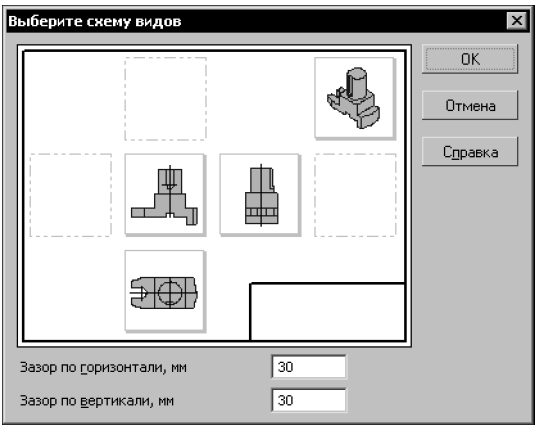 Выберите схему видов
OK
Отмена
Справка
Зазор по горизонтали, мм
30
Зазор по вертикали, мм
30